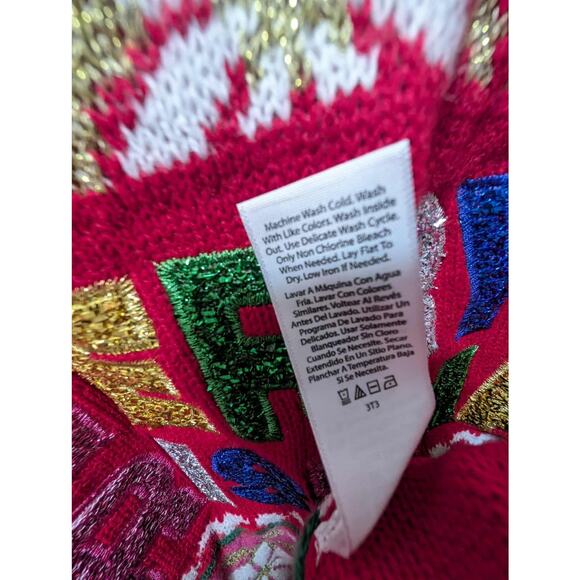 Machine Wash Cold. Wash
With Like Colors. Wash Inside
Out. Use Delicate Wash Cycle.
Only Non Chlorine Bleach
When Needed. Lay Flat To
Dry. Low Iron If Needed.
Lavar A Máquina Con Agua
Fría. Lavar Con Colores
Similares. Voltear Al Revés
Antes Del Lavado. Utilizar Un
Programa De Lavado Para
Delicados. Usar Solamente
Blanqueador Sin Cloro
Cuando Se Necesite. Secar
Extendido En Un Sitio Plano.
Planchar A Temperatura Baja
Si Se Necesite.
3T3